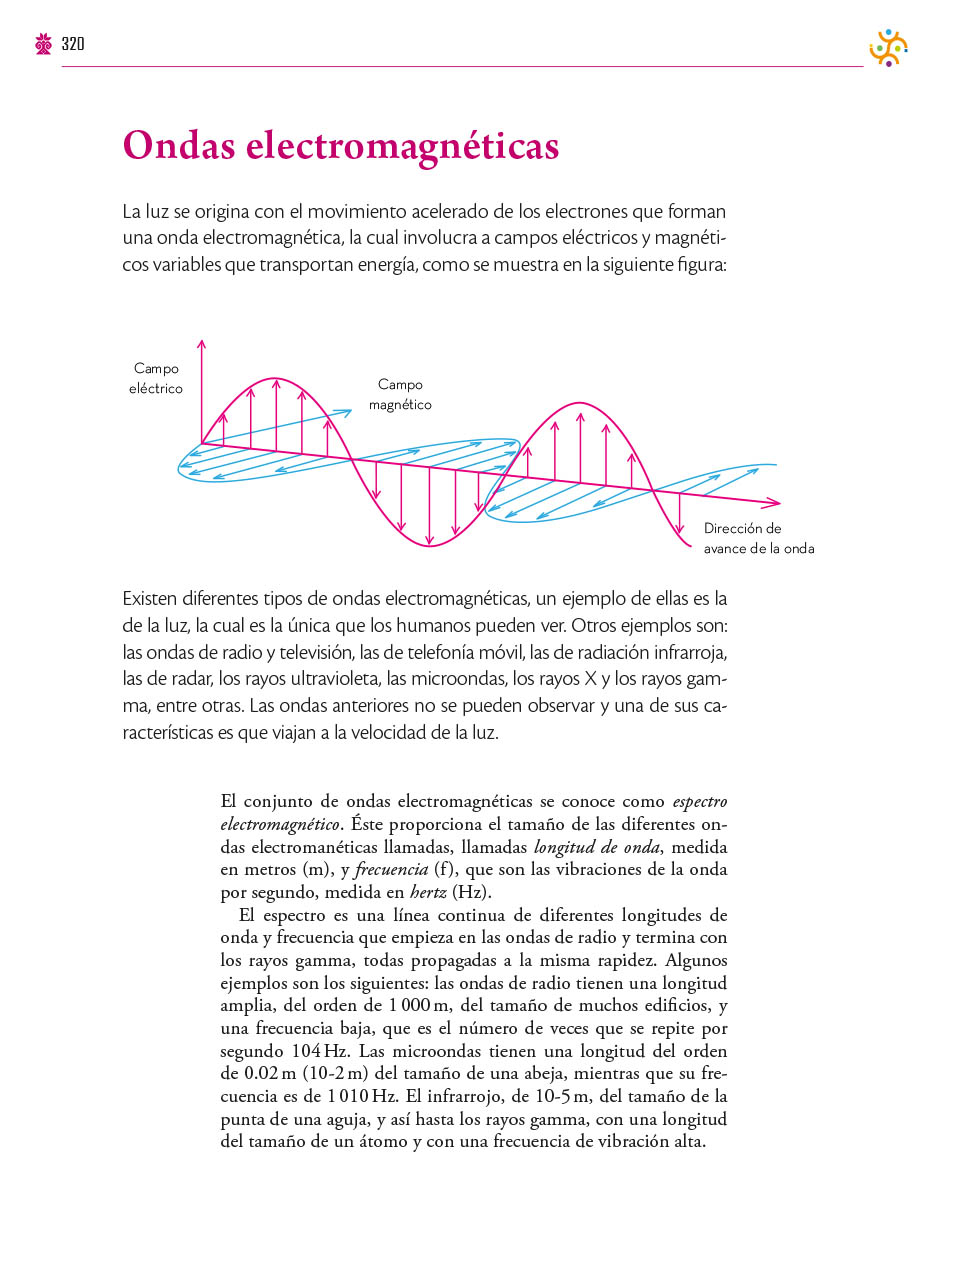 320
Ondas electromagnéticas
La luz se origina con el movimiento acelerado de los electrones que forman
una onda electromagnética, la cual involucra a campos eléctricos y magnéti-
cos variables que transportan energía, como se muestra en la siguiente figura:
Campo
eléctrico
Campo
magnético
Dirección de
avance de la onda
Existen diferentes tipos de ondas electromagnéticas, un ejemplo de ellas es la
de la luz, la cual es la única que los humanos pueden ver. Otros ejemplos son:
las ondas de radio y televisión, las de telefonía móvil, las de radiación infrarroja,
las de radar, los rayos ultravioleta, las microondas, los rayos X y los rayos gam-
ma, entre otras. Las ondas anteriores no se pueden observar y una de sus ca-
racterísticas es que viajan a la velocidad de la luz.
El conjunto de ondas electromagnéticas se conoce como espectro
electromagnético. Éste proporciona el tamaño de las diferentes on-
das electromanéticas llamadas, llamadas longitud de onda, medida
en metros (m), y frecuencia (f), que son las vibraciones de la onda
por segundo, medida en hertz (Hz).
El espectro es una línea continua de diferentes longitudes de
onda y frecuencia que empieza en las ondas de radio y termina con
los rayos gamma, todas propagadas a la misma rapidez. Algunos
ejemplos son los siguientes: las ondas de radio tienen una longitud
amplia, del orden de 1 000 m, del tamaño de muchos edificios, y
una frecuencia baja, que es el número de veces que se repite por
segundo 104 Hz. Las microondas tienen una longitud del orden
de 0.02 m (10-2 m) del tamaño de una abeja, mientras que su fre-
cuencia es de 1 010 Hz. El infrarrojo, de 10-5 m, del tamaño de la
punta de una aguja, y así hasta los rayos gamma, con una longitud
del tamaño de un átomo y con una frecuencia de vibración alta.